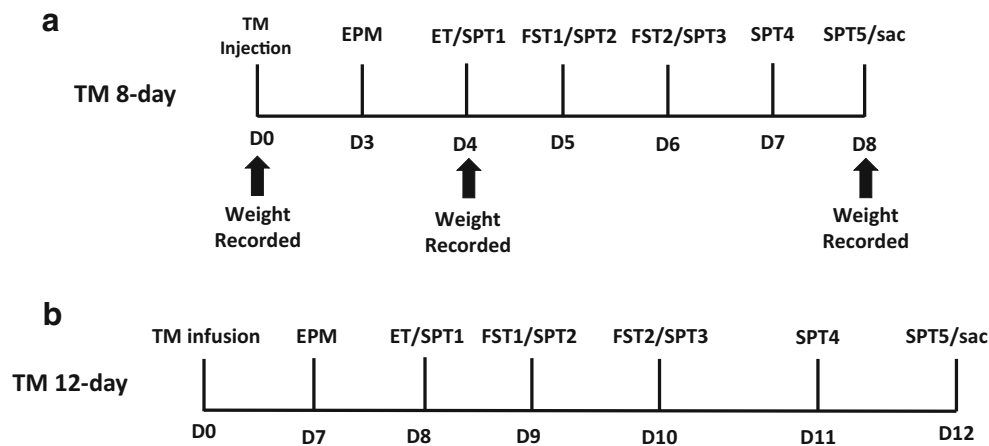 a
TM
Injection
EPM
ET/SPT1
FST1/SPT2
FST2/SPT3
SPT4
SPT5/sac
TM 8-day
D0
D3
D4
D5
D6
D7
D8
Weight
Recorded
Weight
Recorded
Weight
Recorded
b
TM infusion
EPM
ET/SPT1
FST1/SPT2
FST2/SPT3
SPT4
SPT5/sac
TM 12-day
D0
D7
D8
D9
D10
D11
D12